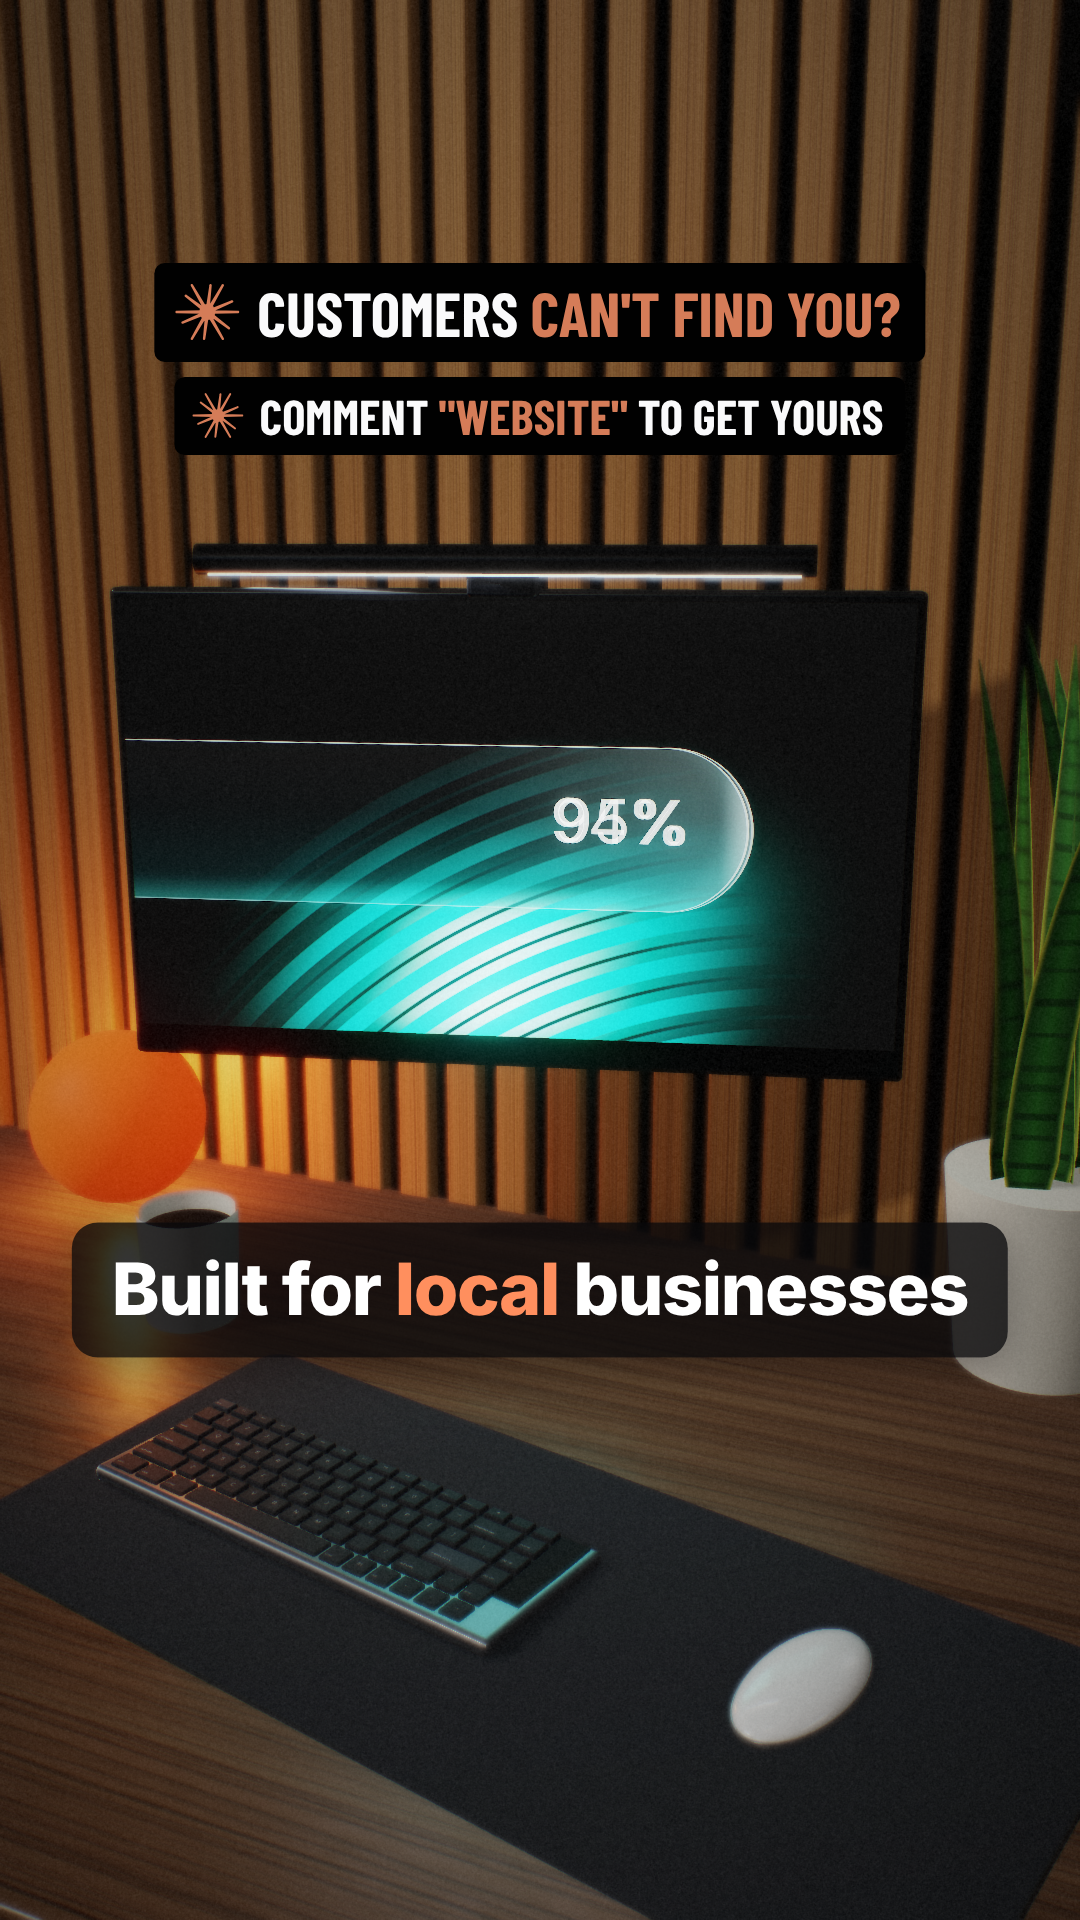 CUSTOMERS CAN'T FIND YOU?
COMMENT "WEBSITE" TO GET YOURS
Built for local businesses